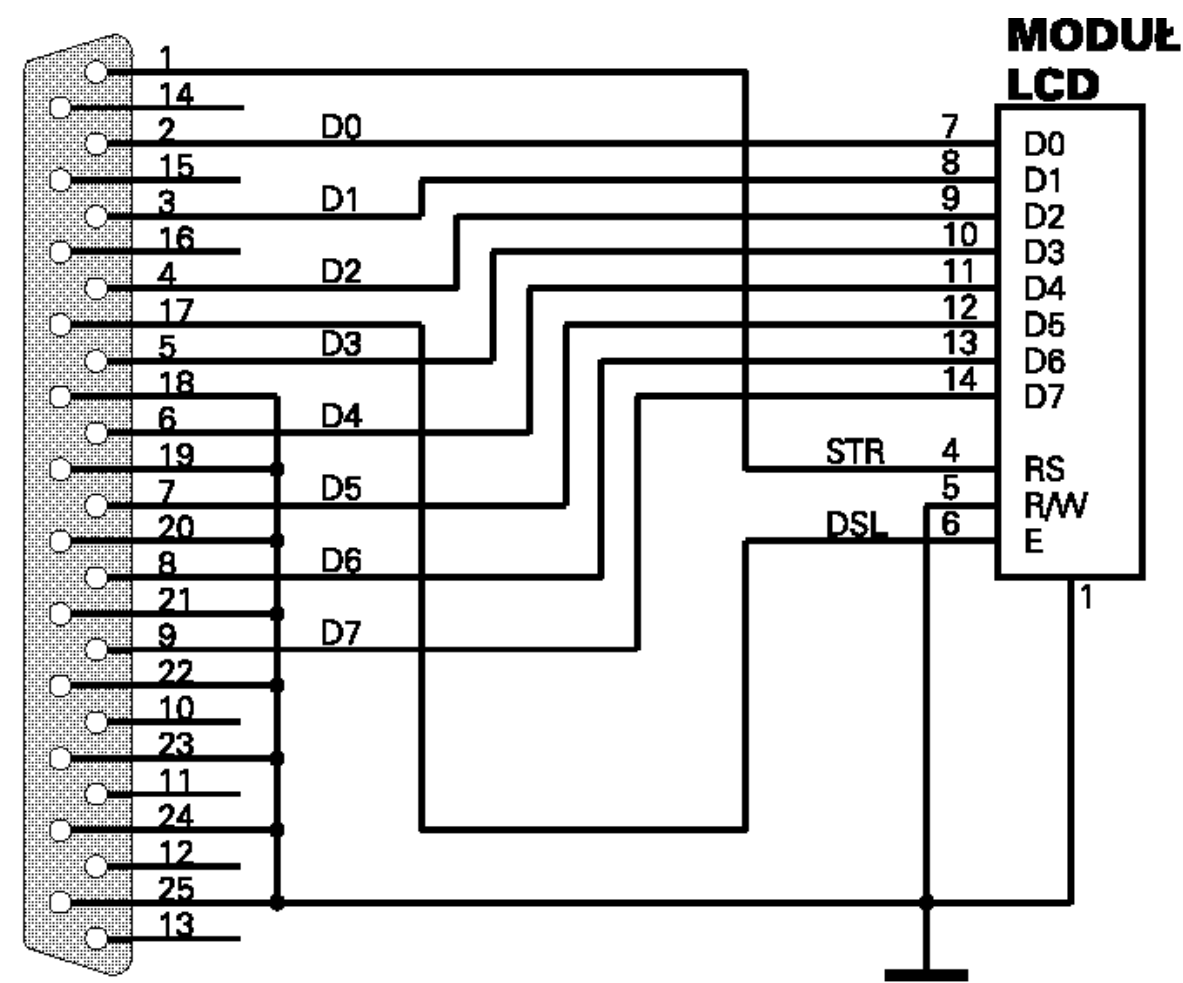 MODUŁ
LCD
1
14
2 D0 7 D0
15 8 D1
3 D1 9 D2
16 10 D3
4 D2 11 D4
17 12 D5
5 D3 13 D6
18 14 D7
6 D4
19 STR 4 RS
7 D5 5 R/W
20 DSL 6 E
8 D6
21 1
9 D7
22
10
23
11
24
12
25
13